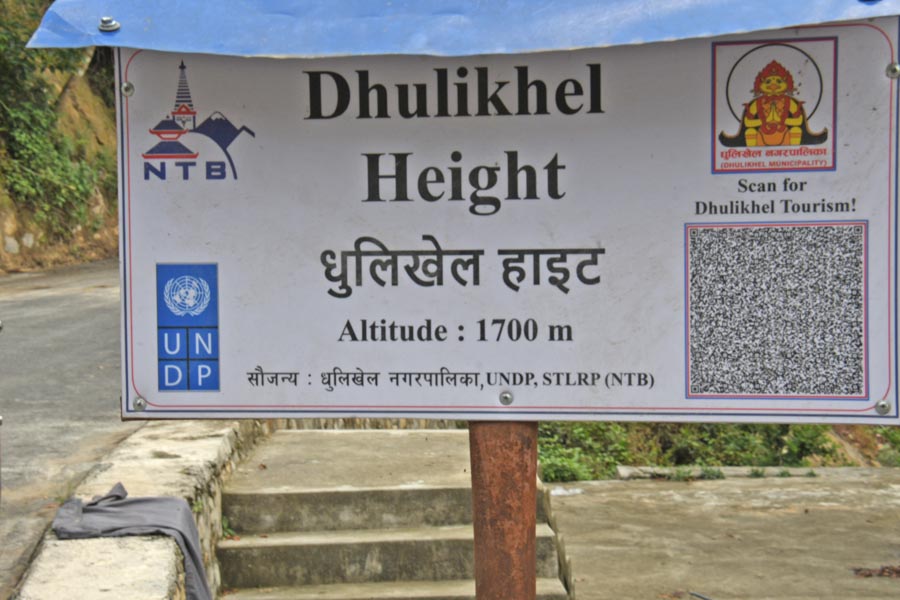 NTB
Dhulikhel
Height
धुलिखेल हाइट
Altitude : 1700 m
सौजन्य : धुलिखेल नगरपालिका, UNDP, STLRP (NTB)
UN
DP
धुलिखेल नगरपालिका
(DHULIKHEL MUNICIPALITY)
Scan for
Dhulikhel Tourism!